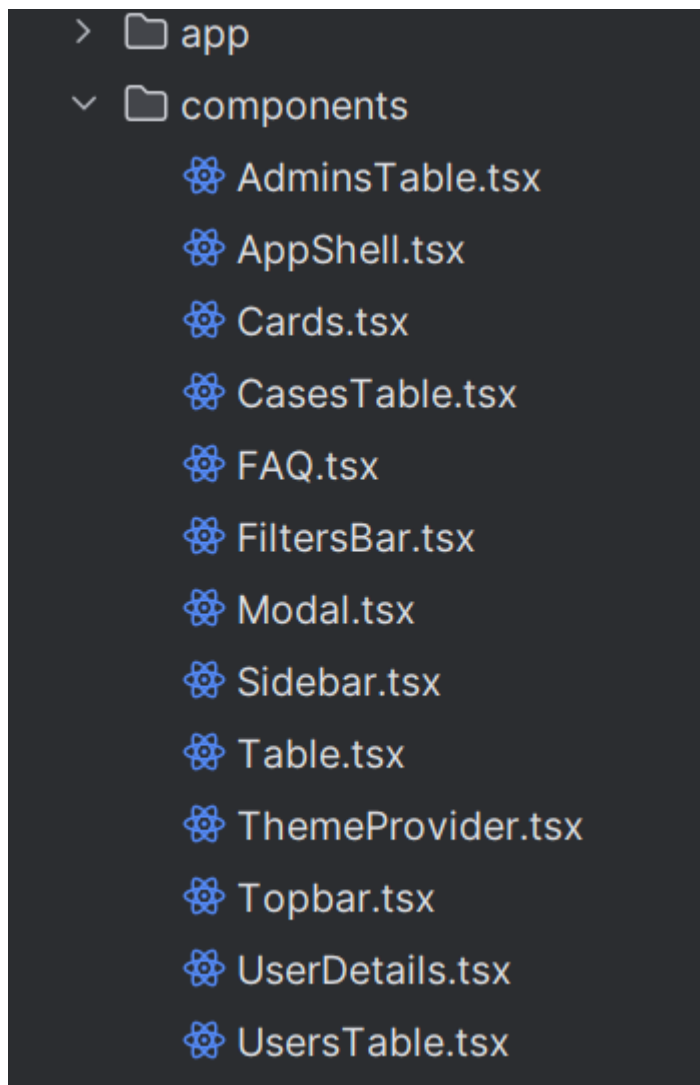 app
components
AdminsTable.tsx
AppShell.tsx
Cards.tsx
CasesTable.tsx
FAQ.tsx
FiltersBar.tsx
Modal.tsx
Sidebar.tsx
Table.tsx
ThemeProvider.tsx
Topbar.tsx
UserDetails.tsx
UsersTable.tsx